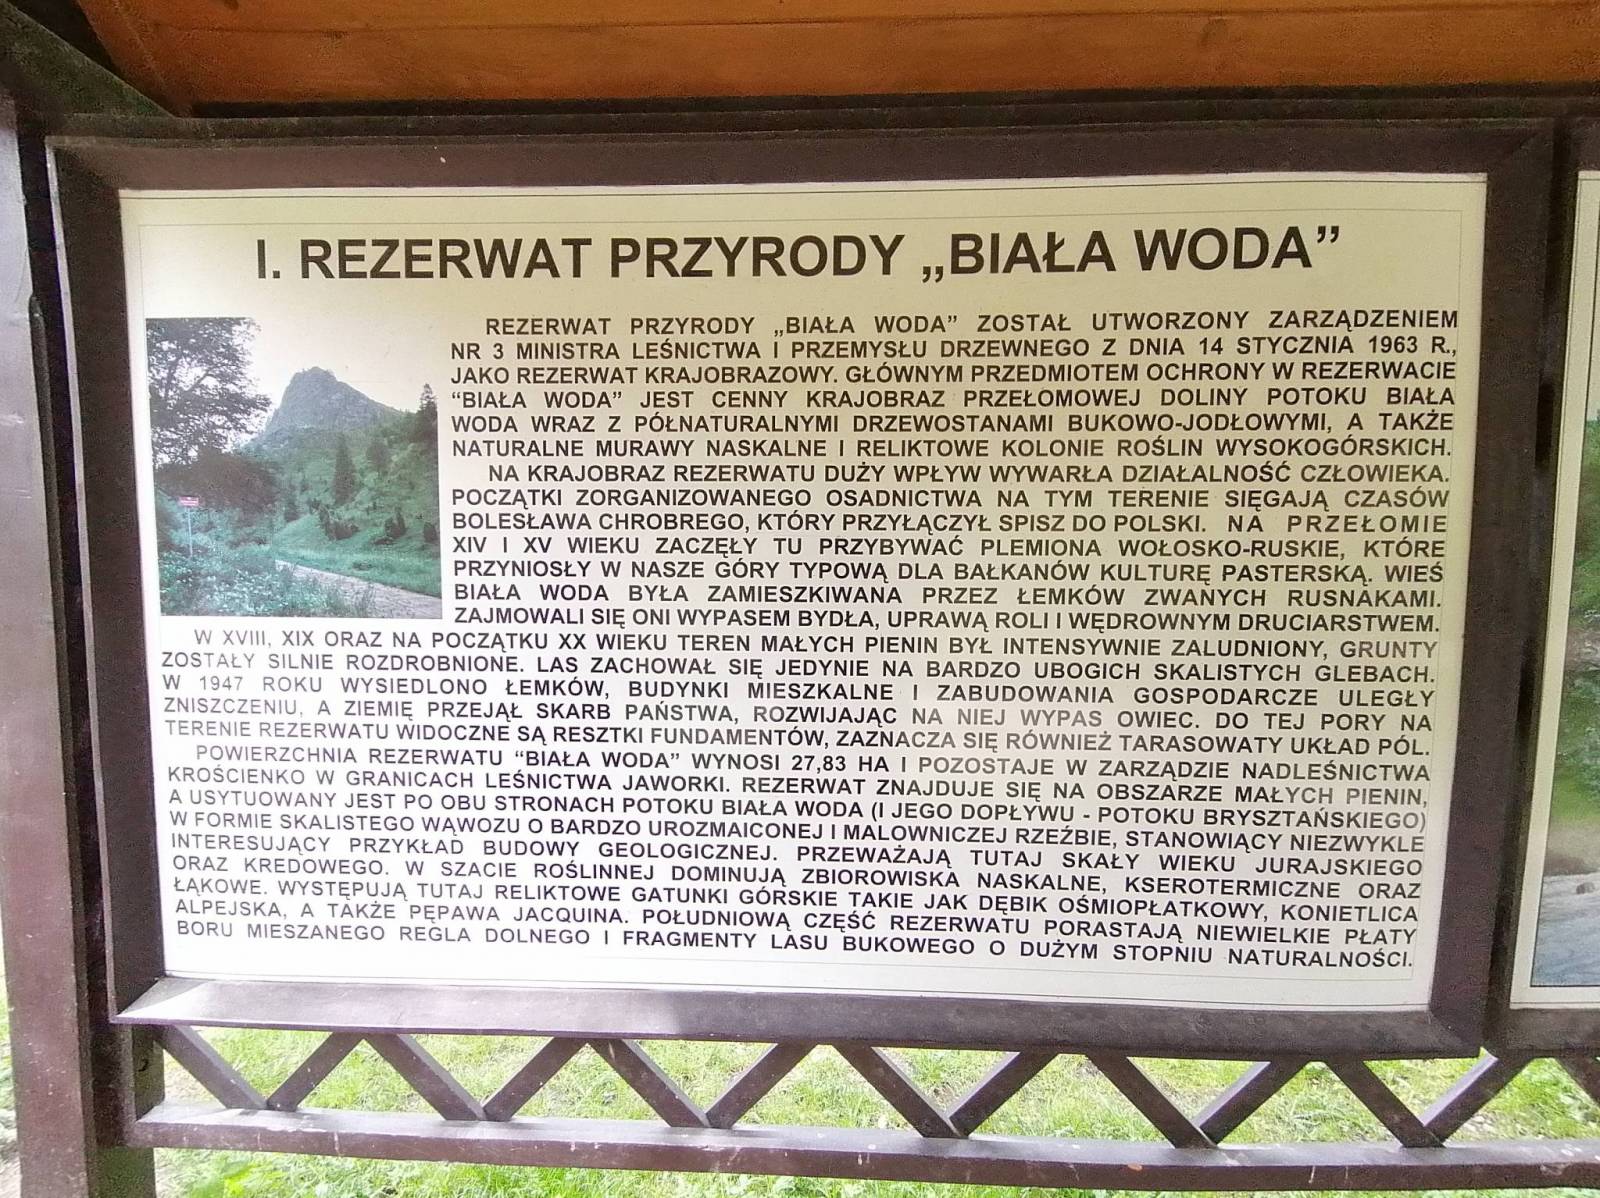 I. REZERWAT PRZYRODY „BIAŁA WODA”
REZERWAT PRZYRODY „BIAŁA WODA” ZOSTAŁ UTWORZONY ZARZĄDZENIEM
NR 3 MINISTRA LEŚNICTWA I PRZEMYSŁU DRZEWNEGO Z DNIA 14 STYCZNIA 1963 R.,
JAKO REZERWAT KRAJOBRAZOWY. GŁÓWNYM PRZEDMIOTEM OCHRONY W REZERWACIE
“BIAŁA WODA” JEST CENNY KRAJOBRAZ PRZEŁOMOWEJ DOLINY POTOKU BIAŁA
WODA WRAZ Z PÓŁNATURALNYMI DRZEWOSTANAMI BUKOWO-JODŁOWYMI, A TAKŻE
NATURALNE MURAWY NASKALNE I RELIKTOWE KOLONIE ROŚLIN WYSOKOGÓRSKICH.
NA KRAJOBRAZ REZERWATU DUŻY WPŁYW WYWARŁA DZIAŁALNOŚĆ CZŁOWIEKA.
POCZĄTKI ZORGANIZOWANEGO OSADNICTWA NA TYM TERENIE SIĘGAJĄ CZASÓW
BOLESŁAWA CHROBREGO, KTÓRY PRZYŁĄCZYŁ SPISZ DO POLSKI. NA PRZEŁOMIE
XIV I XV WIEKU ZACZĘŁY TU PRZYBYWAĆ PLEMIONA WOŁOSKO-RUSKIE, KTÓRE
PRZYNIOSŁY W NASZE GÓRY TYPOWĄ DLA BAŁKANÓW KULTURĘ PASTERSKĄ. WIEŚ
BIAŁA WODA BYŁA ZAMIESZKIWANA PRZEZ ŁEMKÓW ZWANYCH RUSNAKAMI.
ZAJMOWALI SIĘ ONI WYPASEM BYDŁA, UPRAWĄ ROLI I WĘDROWNYM DRUCIARSTWEM.
W XVIII, XIX ORAZ NA POCZĄTKU XX WIEKU TEREN MAŁYCH PIENIN BYŁ INTENSYWNIE ZALUDNIONY, GRUNTY
ZOSTAŁY SILNIE ROZDROBNIONE. LAS ZACHOWAŁ SIĘ JEDYNIE NA BARDZO UBOGICH SKALISTYCH GLEBACH.
W 1947 ROKU WYSIEDLONO ŁEMKÓW, BUDYNKI MIESZKALNE I ZABUDOWANIA GOSPODARCZE ULEGŁY
ZNISZCZENIU, A ZIEMIĘ PRZEJĄŁ SKARB PAŃSTWA, ROZWIJAJĄC NA NIEJ WYPAS OWIEC. DO TEJ PORY NA
TERENIE REZERWATU WIDOCZNE SĄ RESZTKI FUNDAMENTÓW, ZAZNACZA SIĘ RÓWNIEŻ TARASOWATY UKŁAD PÓL.
POWIERZCHNIA REZERWATU “BIAŁA WODA” WYNOSI 27,83 HA I POZOSTAJE W ZARZĄDZIE NADLEŚNICTWA
KROŚCIENKO W GRANICACH LEŚNICTWA JAWORKI. REZERWAT ZNAJDUJE SIĘ NA OBSZARZE MAŁYCH PIENIN,
A USYTUOWANY JEST PO OBU STRONACH POTOKU BIAŁA WODA (I JEGO DOPŁYWU - POTOKU BRYSZTAŃSKIEGO)
W FORMIE SKALISTEGO WĄWOZU O BARDZO UROZMAICONEJ I MALOWNICZEJ RZEŹBIE, STANOWIĄCY NIEZWYKLE
INTERESUJĄCY PRZYKŁAD BUDOWY GEOLOGICZNEJ. PRZEWAŻAJĄ TUTAJ SKAŁY WIEKU JURAJSKIEGO
ORAZ KREDOWEGO. W SZACIE ROŚLINNEJ DOMINUJĄ ZBIOROWISKA NASKALNE, KSEROTERMICZNE ORAZ
ŁĄKOWE. WYSTĘPUJĄ TUTAJ RELIKTOWE GATUNKI GÓRSKIE TAKIE JAK DĘBIK OŚMIOPŁATKOWY, KONIETLICA
ALPEJSKA, A TAKŻE PĘPAWA JACQUINA. POŁUDNIOWĄ CZĘŚĆ REZERWATU PORASTAJĄ NIEWIELKIE PŁATY
BORU MIESZANEGO REGLA DOLNEGO I FRAGMENTY LASU BUKOWEGO O DUŻYM STOPNIU NATURALNOŚCI.